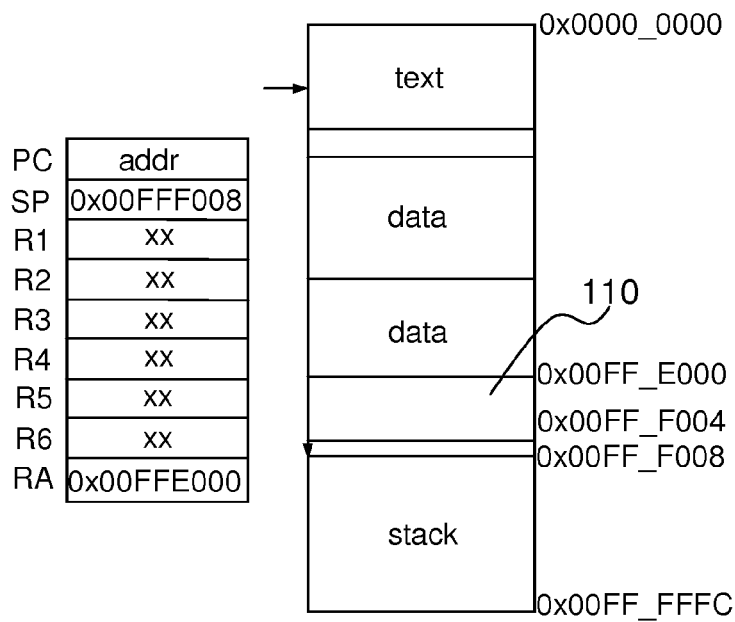 PC addr
SP 0x00FFF008
R1 xx
R2 xx
R3 xx
R4 xx
R5 xx
R6 xx
RA 0x00FFE000
0x0000_0000
text
data
data
110
0x00FF_E000
0x00FF_F004
0x00FF_F008
stack
0x00FF_FFFC